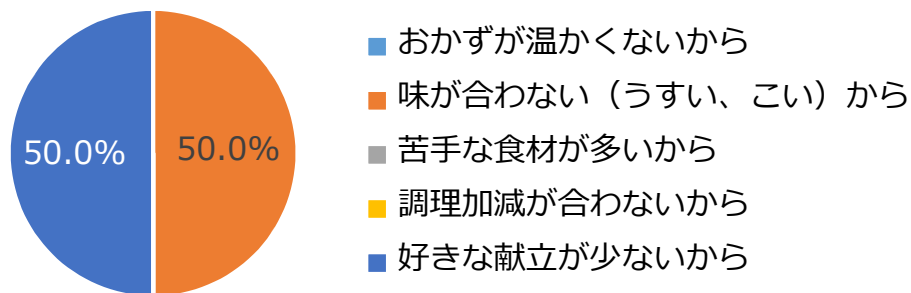 おかずが温かくないから
味が合わない（うすい、こい）から
50.0%
50.0%
苦手な食材が多いから
調理加減が合わないから
好きな献立が少ないから